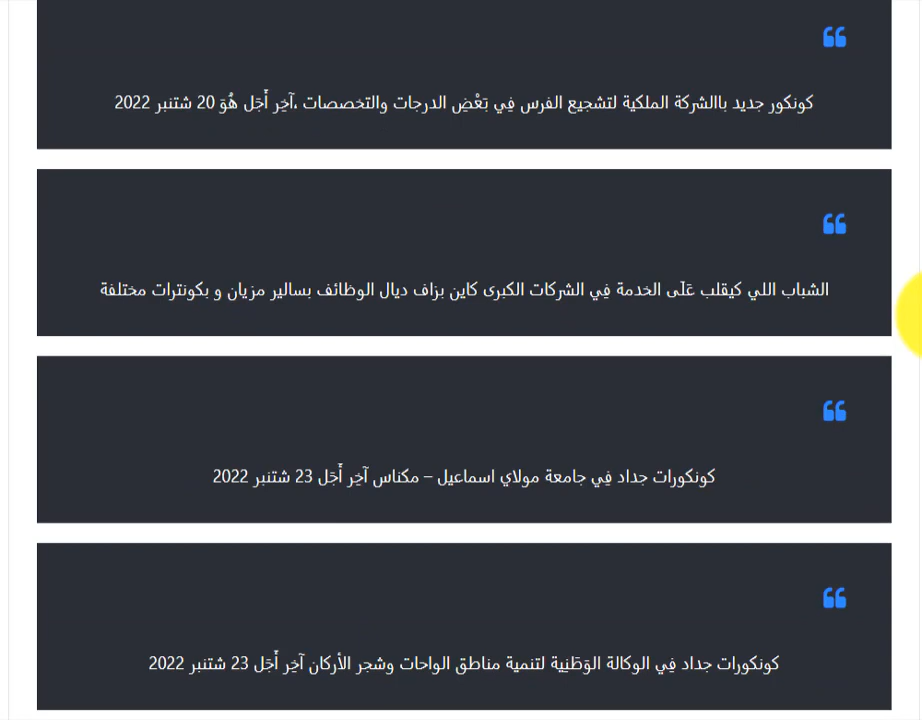 كونكور جديد باالشركة الملكية لتشجيع الفرس فِي بَعْضِ الدرجات والتخصصات ،آخِر أَجَل هُوَ 20 شتنبر 2022
الشباب اللي كيقلب عَلَى الخدمة فِي الشركات الكبرى كاين بزاف ديال الوظائف بسالير مزيان و بكونترات مختلفة
كونكورات جداد فِي جامعة مولاي اسماعيل – مكناس آخِر أَجَل 23 شتنبر 2022
كونكورات جداد فِي الوكالة الوَطَنِية لتنمية مناطق الواحات وشجر الأركان آخِر أَجَل 23 شتنبر 2022